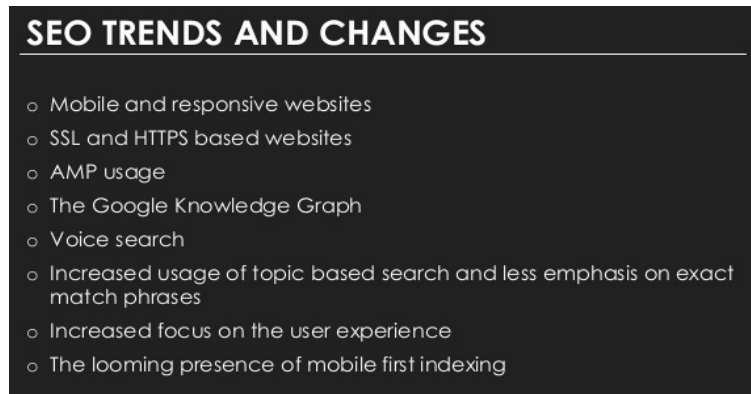 SEO TRENDS AND CHANGES
o Mobile and responsive websites
o SSL and HTTPS based websites
o AMP usage
o The Google Knowledge Graph
o Voice search
o Increased usage of topic based search and less emphasis on exact
match phrases
o Increased focus on the user experience
o The looming presence of mobile first indexing